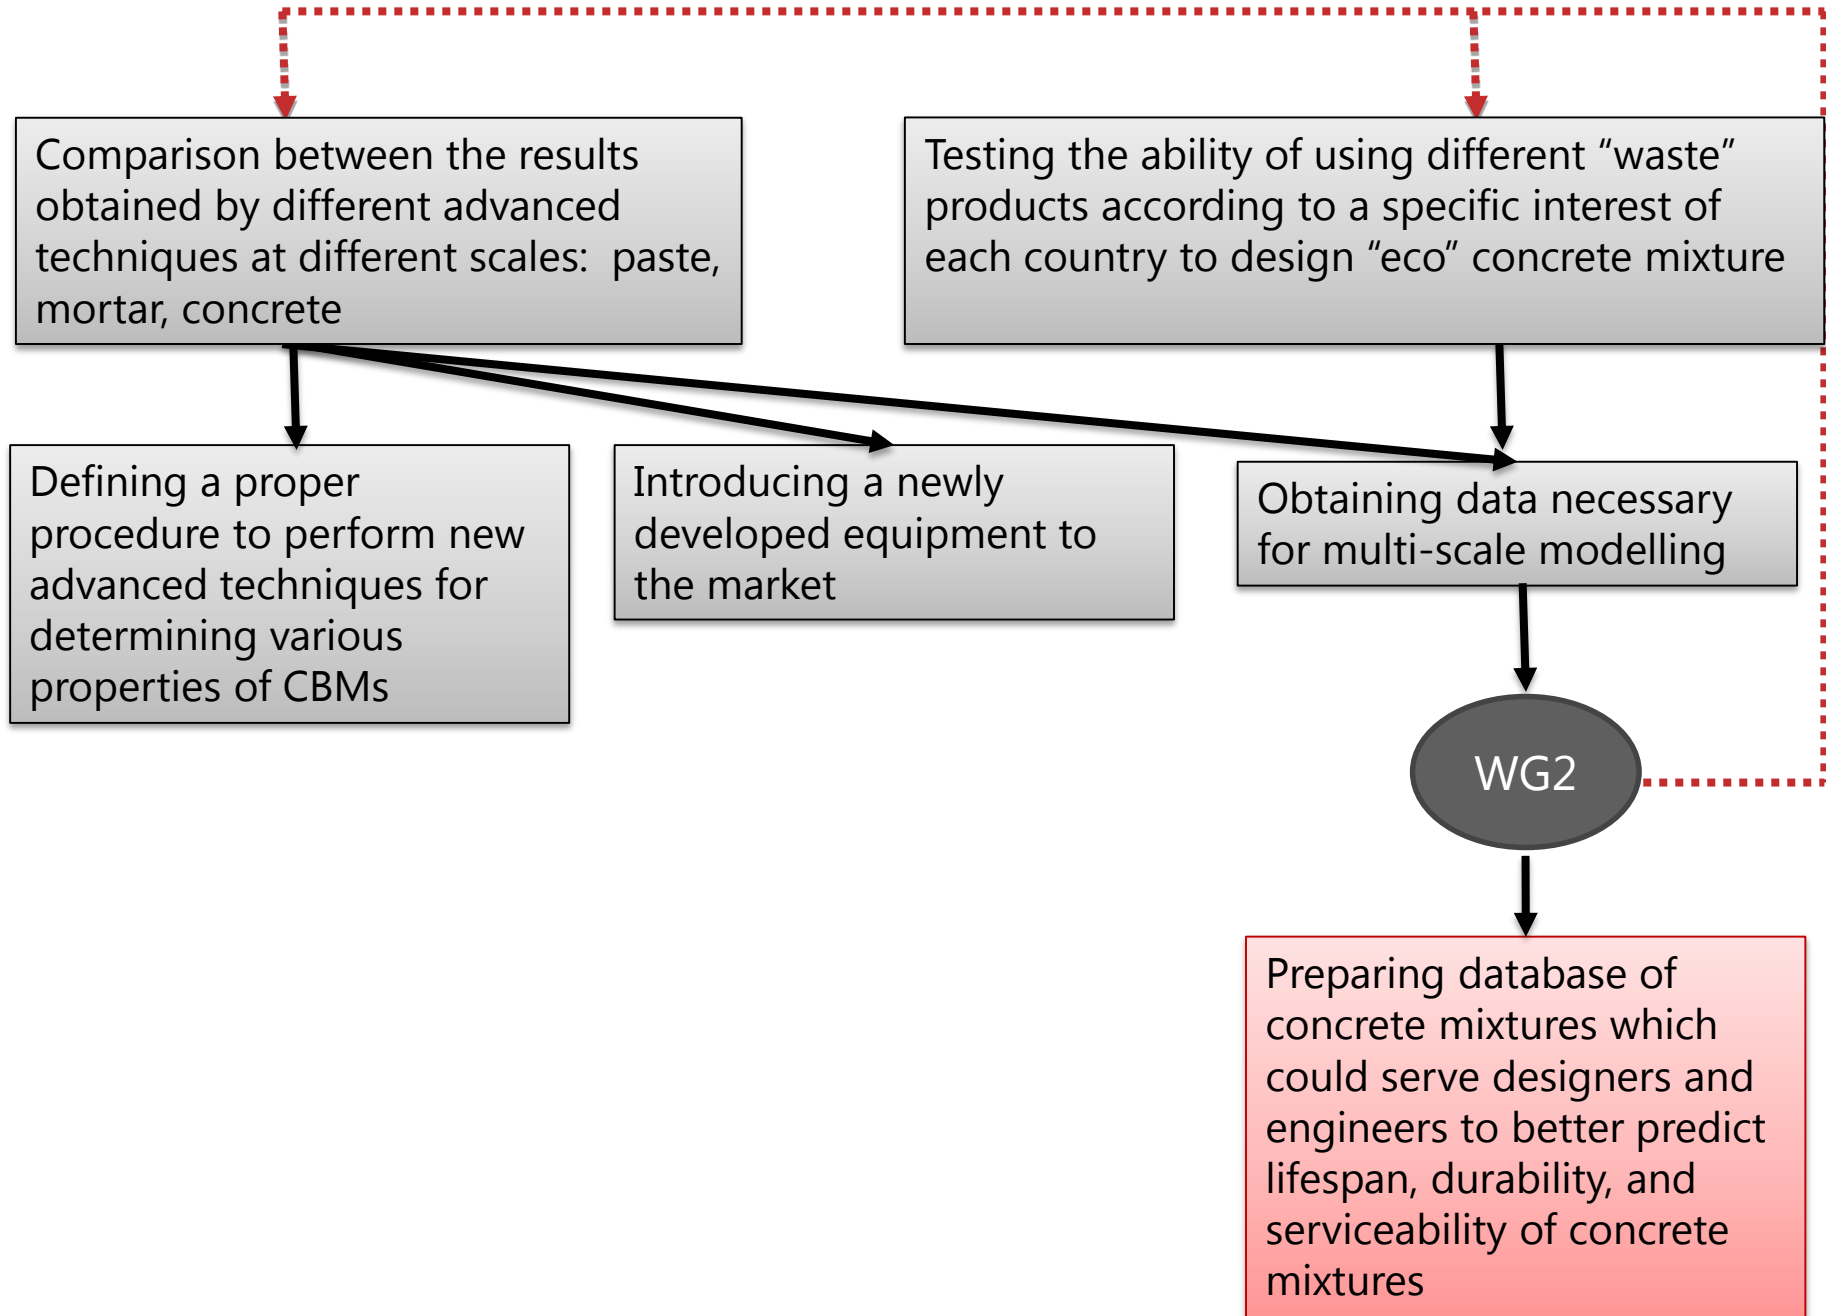 Comparison between the results
obtained by different advanced
techniques at different scales:  paste,
mortar, concrete
Testing the ability of using different “waste”
products according to a specific interest of
each country to design “eco” concrete mixture
Defining a proper
procedure to perform new
advanced techniques for
determining various
properties of CBMs
Introducing a newly
developed equipment to
the market
Obtaining data necessary
for multi-scale modelling
WG2
Preparing database of
concrete mixtures which
could serve designers and
engineers to better predict
lifespan, durability, and
serviceability of concrete
mixtures